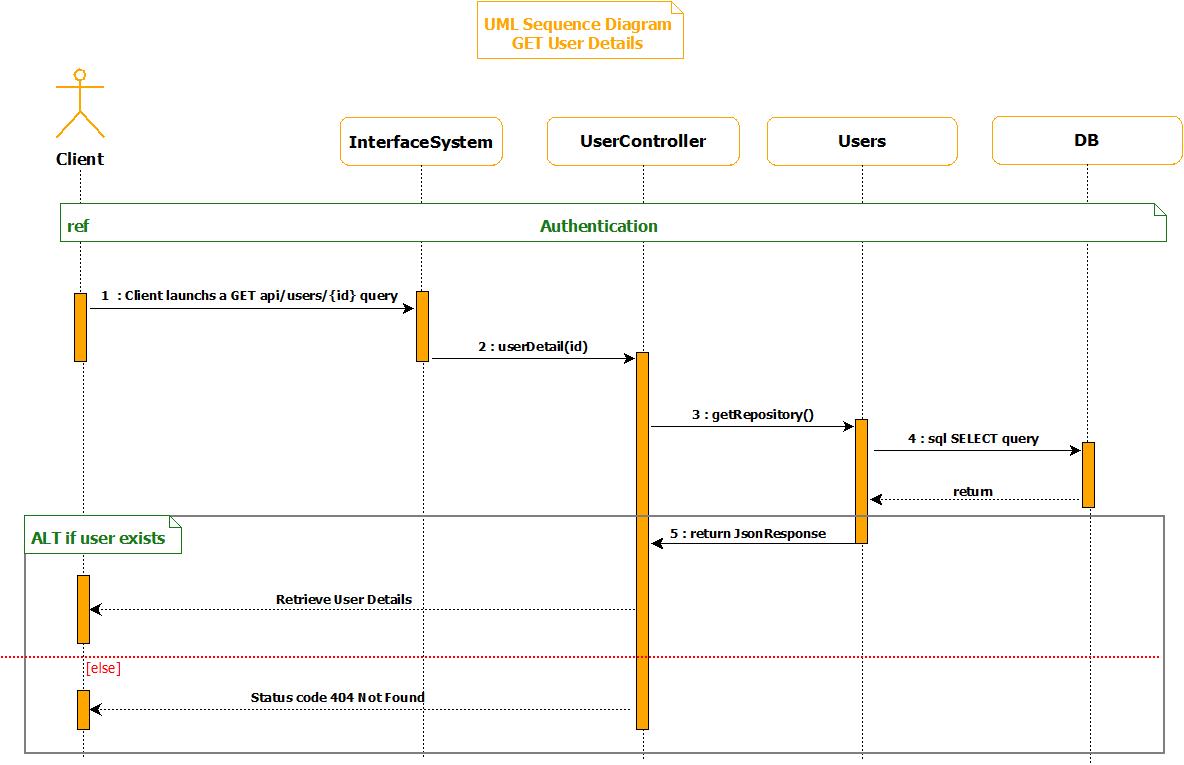 UML Sequence Diagram
GET User Details
Client
InterfaceSystem
UserController
Users
DB
ref
Authentication
1 : Client launchs a GET api/users/{id} query
2 : userDetail(id)
3 : getRepository()
4 : sql SELECT query
return
ALT if user exists
5 : return JsonResponse
Retrieve User Details
[else]
Status code 404 Not Found